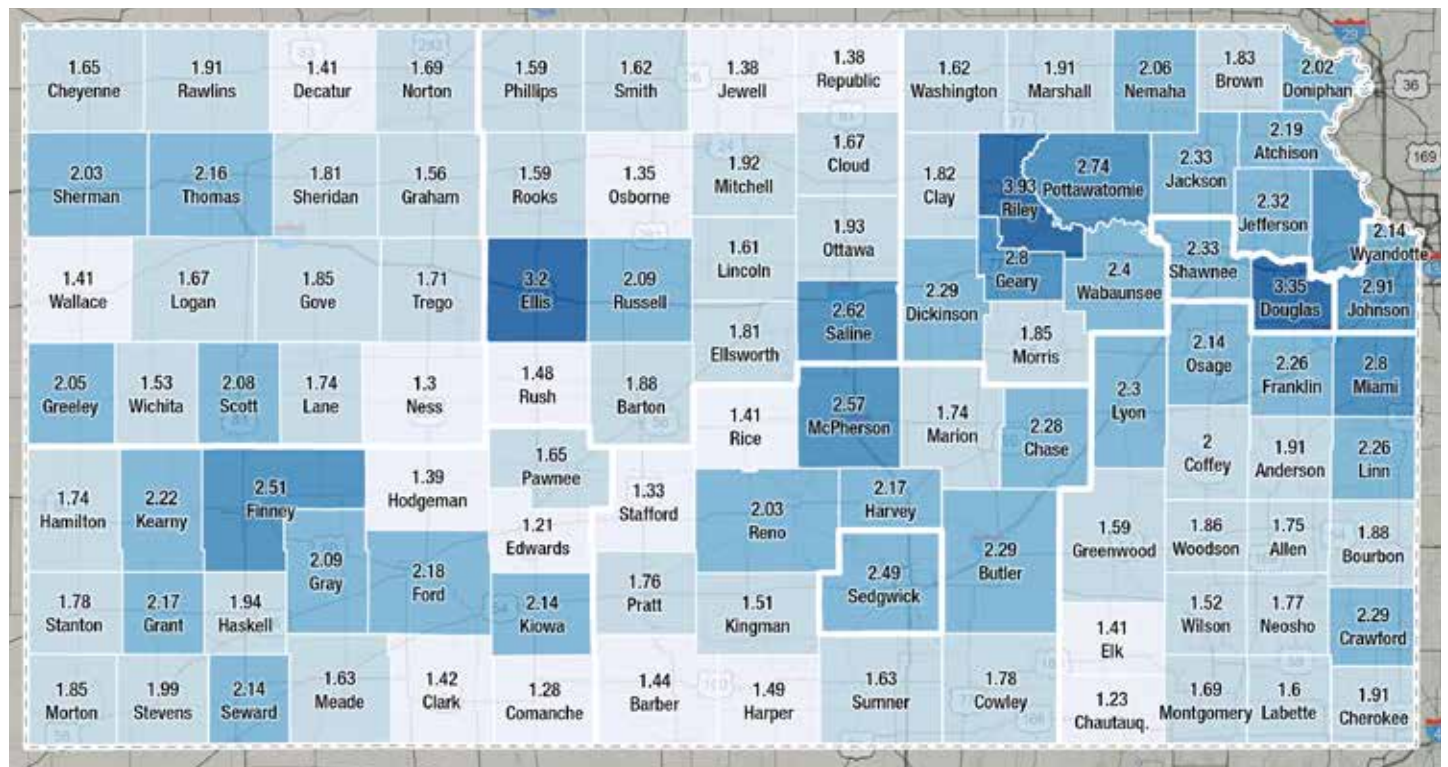 1.65
Cheyenne
1.91
Rawlins
1.41
Decatur
1.69
Norton
1.59
Phillips
1.62
Smith
1.38
Jewell
1.38
Republic
1.62
Washington
1.91
Marshall
2.06
Nemaha
1.83
Brown
2.02
Doniphan
36
169
2.03
Sherman
2.16
Thomas
1.81
Sheridan
1.56
Graham
1.59
Rooks
1.35
Osborne
1.92
Mitchell
1.67
Cloud
1.82
Clay
3.93
Riley
2.74
Pottawatomie
2.33
Jackson
2.19
Atchison
2.32
Jefferson
1.41
Wallace
1.67
Logan
1.85
Gove
1.71
Trego
3.2
Ellis
2.09
Russell
1.61
Lincoln
1.93
Ottawa
2.62
Saline
2.29
Dickinson
2.8
Geary
2.4
Wabaunsee
2.33
Shawnee
3.35
Douglas
2.14
Wyandotte
2.91
Johnson
2.05
Greeley
1.53
Wichita
2.08
Scott
1.74
Lane
1.3
Ness
1.48
Rush
1.88
Barton
1.81
Ellsworth
1.41
Rice
2.57
McPherson
1.74
Marion
1.85
Morris
2.28
Chase
2.3
Lyon
2.14
Osage
2.26
Franklin
2.8
Miami
2
Coffey
1.91
Anderson
2.26
Linn
1.74
Hamilton
2.22
Kearny
2.51
Finney
1.39
Hodgeman
1.65
Pawnee
1.33
Stafford
1.21
Edwards
2.03
Reno
2.17
Harvey
2.29
Butler
1.59
Greenwood
1.86
Woodson
1.75
Allen
1.88
Bourbon
2.09
Gray
2.18
Ford
2.14
Kiowa
1.76
Pratt
1.51
Kingman
2.49
Sedgwick
1.78
Stanton
2.17
Grant
1.94
Haskell
1.41
Elk
1.52
Wilson
1.77
Neosho
2.29
Crawford
1.85
Morton
1.99
Stevens
2.14
Seward
1.63
Meade
1.42
Clark
1.28
Comanche
1.44
Barber
1.49
Harper
1.63
Sumner
1.78
Cowley
1.23
Chautauq.
1.69
Montgomery
1.6
Labette
1.91
Cherokee